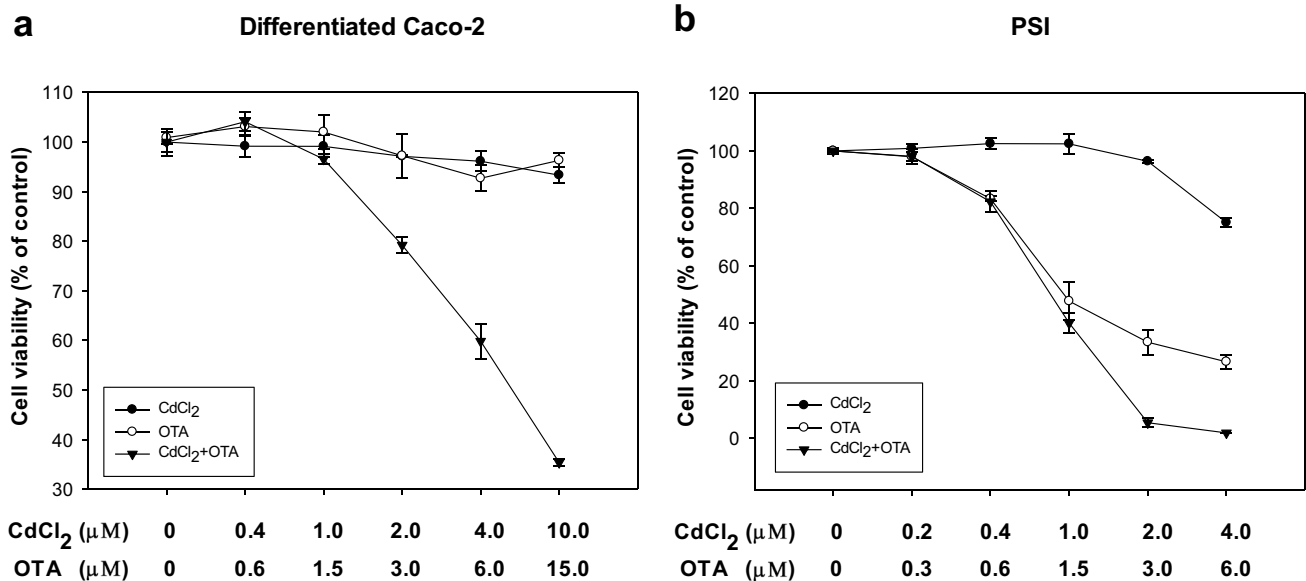 a
Differentiated Caco-2
Cell viability (% of control)
110
100
90
80
70
60
50
40
30
CdCl2
OTA
CdCl2+OTA
CdCl2 (μM) 0 0.4 1.0 2.0 4.0 10.0
OTA (μM) 0 0.6 1.5 3.0 6.0 15.0
b
PSI
Cell viability (% of control)
120
100
80
60
40
20
0
CdCl2
OTA
CdCl2+OTA
CdCl2 (μM) 0 0.2 0.4 1.0 2.0 4.0
OTA (μM) 0 0.3 0.6 1.5 3.0 6.0